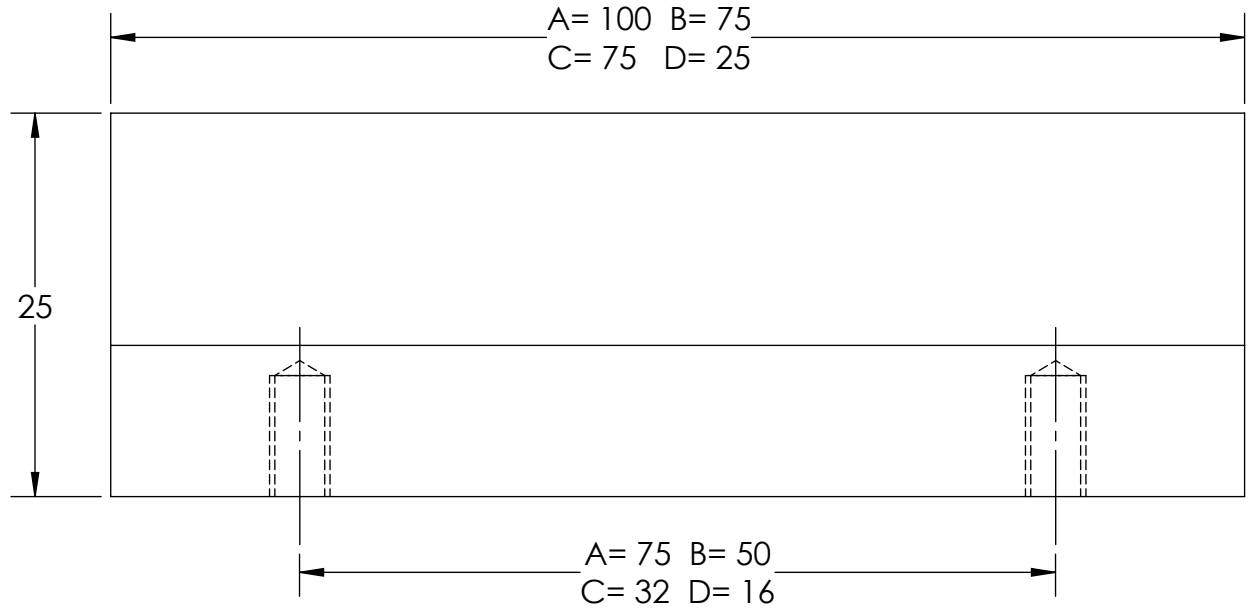 A= 100 B= 75
C= 75 D= 25
25
A= 75 B= 50
C= 32 D= 16